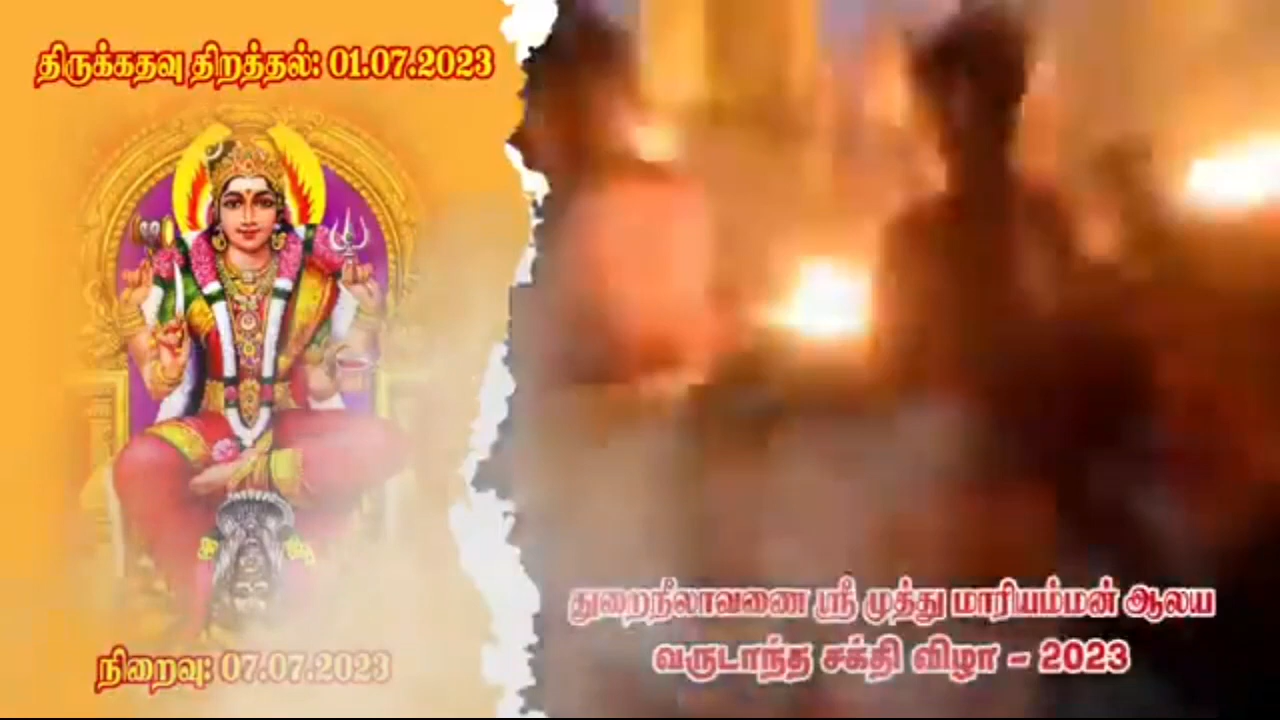 திருக்கதவு திறத்தல்: 01.07.2023
நிறைவு: 07.07.2023
துறைநீலாவணை ஸ்ரீ முத்து மாரியம்மன் ஆலய
வருடாந்த சக்தி விழா - 2023